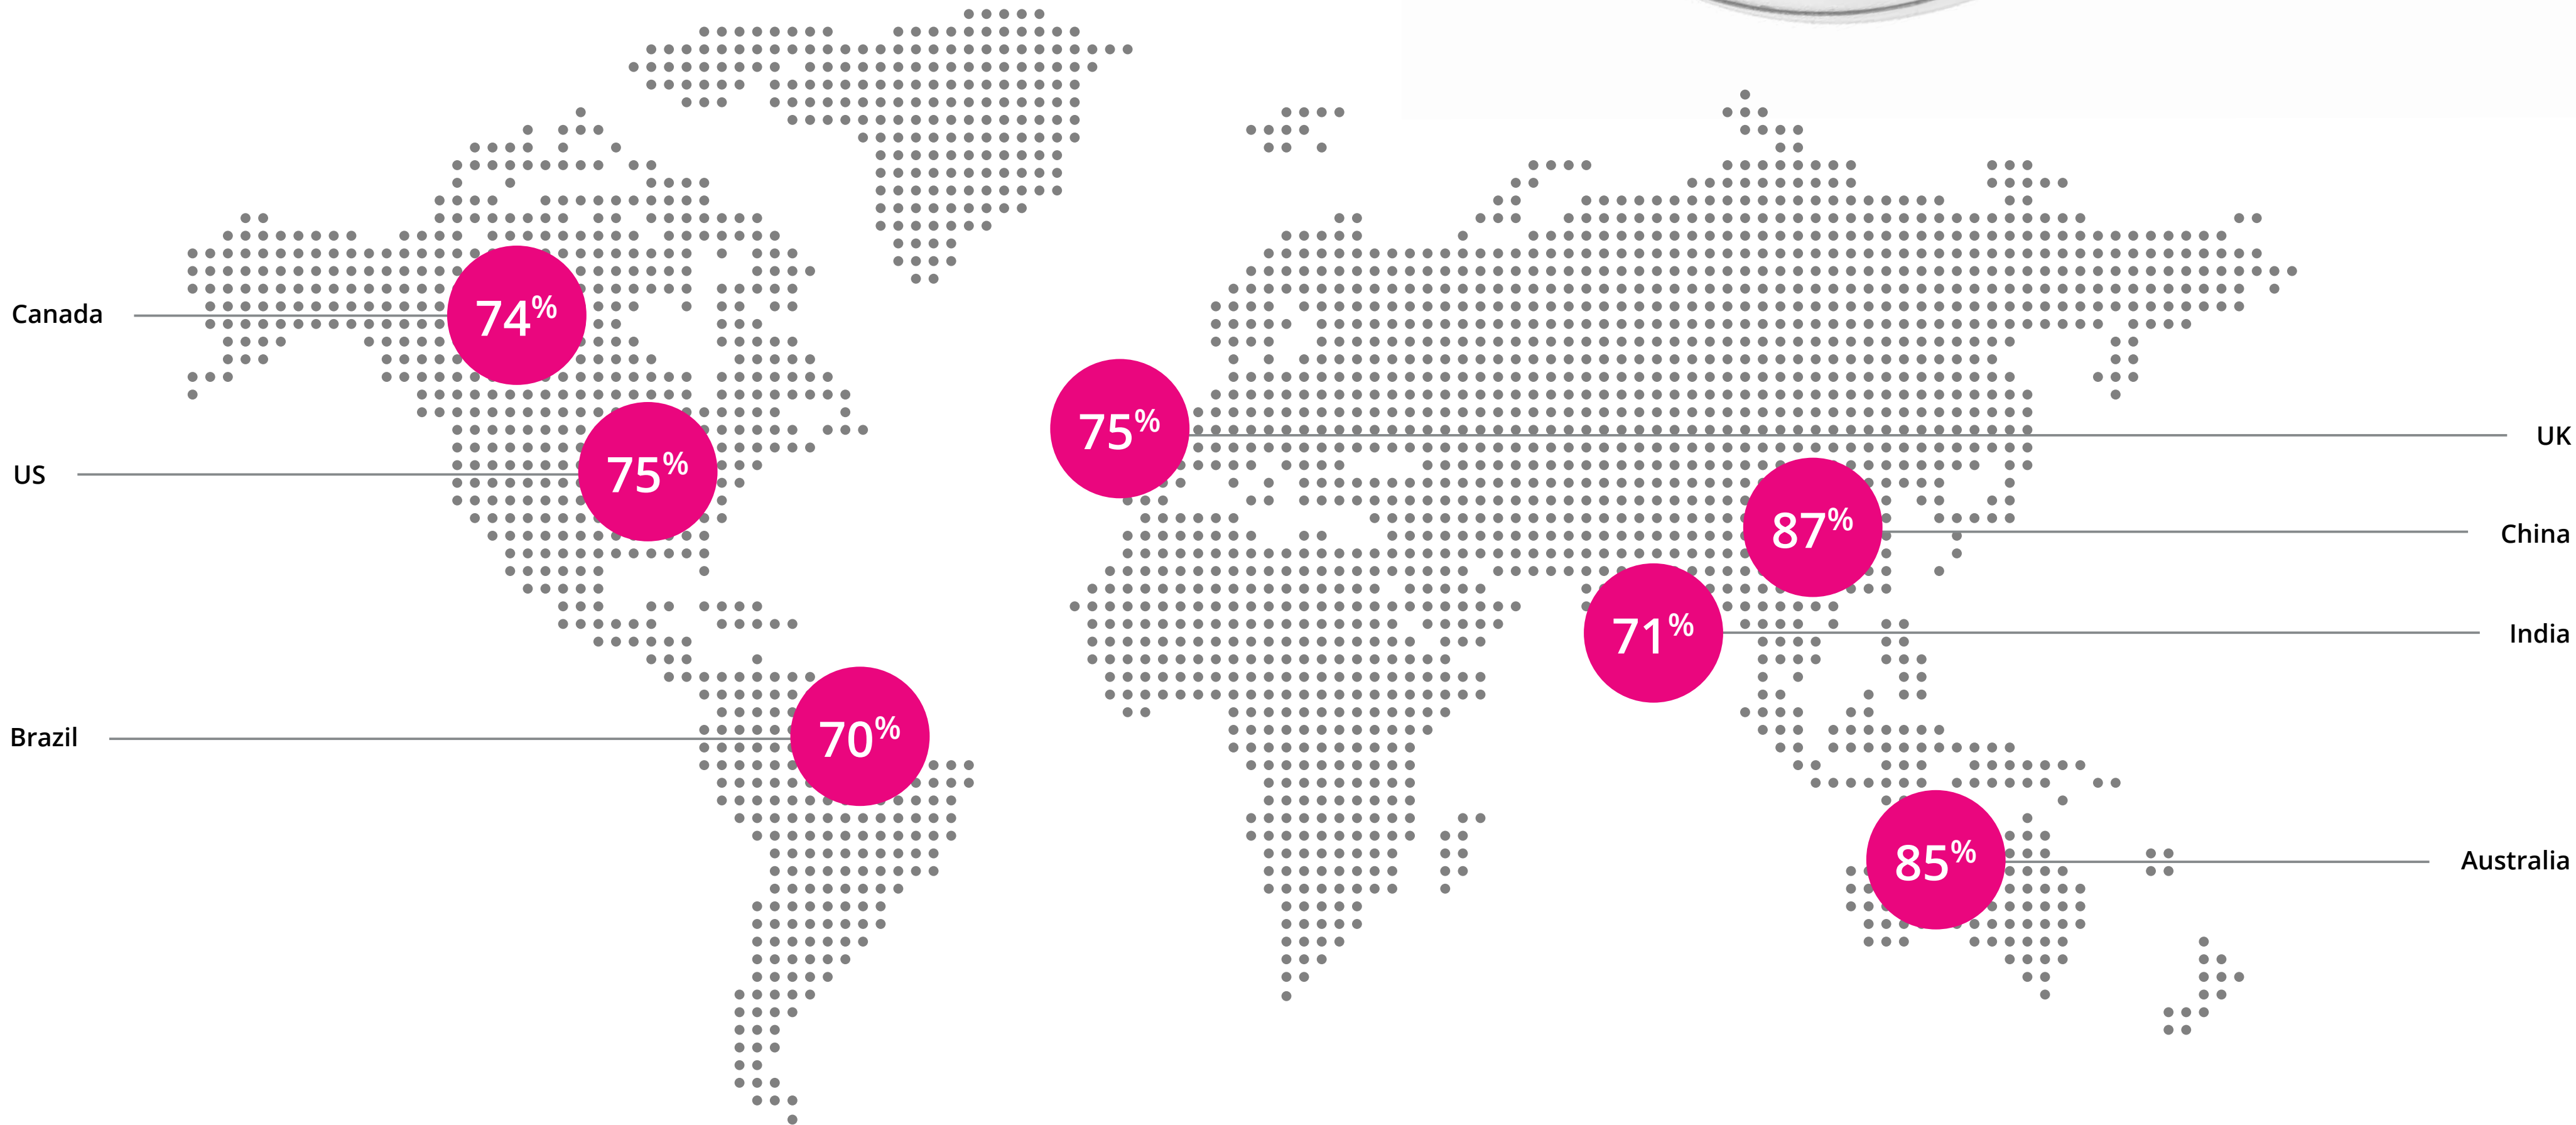 Canada
74%
US
75%
Brazil
70%
75%
UK
87%
China
71%
India
85%
Australia